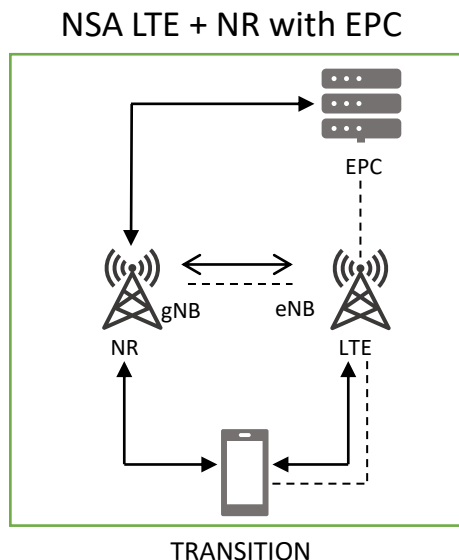 NSA LTE + NR with EPC
EPC
gNB
eNB
NR
LTE
TRANSITION